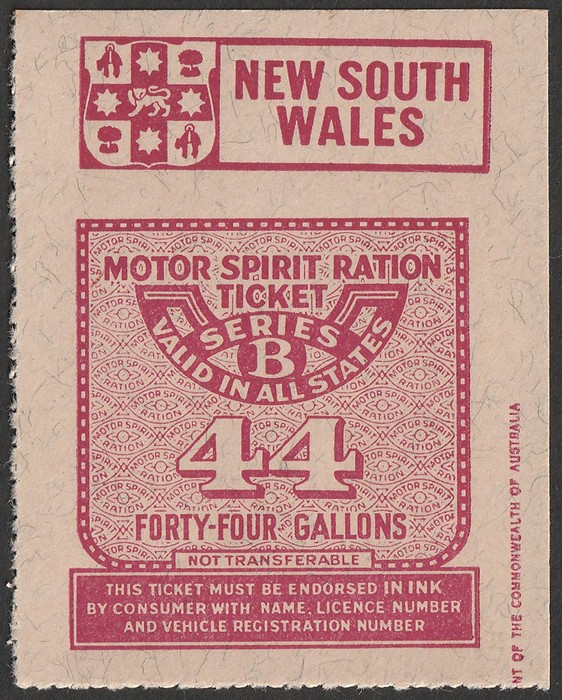 NEW SOUTH
WALES
MOTOR SPIRIT RATION
TICKET
SERIES
B
VALID IN ALL STATES
44
FORTY-FOUR GALLONS
NOT TRANSFERABLE
THIS TICKET MUST BE ENDORSED IN INK
BY CONSUMER WITH NAME, LICENCE NUMBER
AND VEHICLE REGISTRATION NUMBER
NT OF THE COMMONWEALTH OF AUSTRALIA